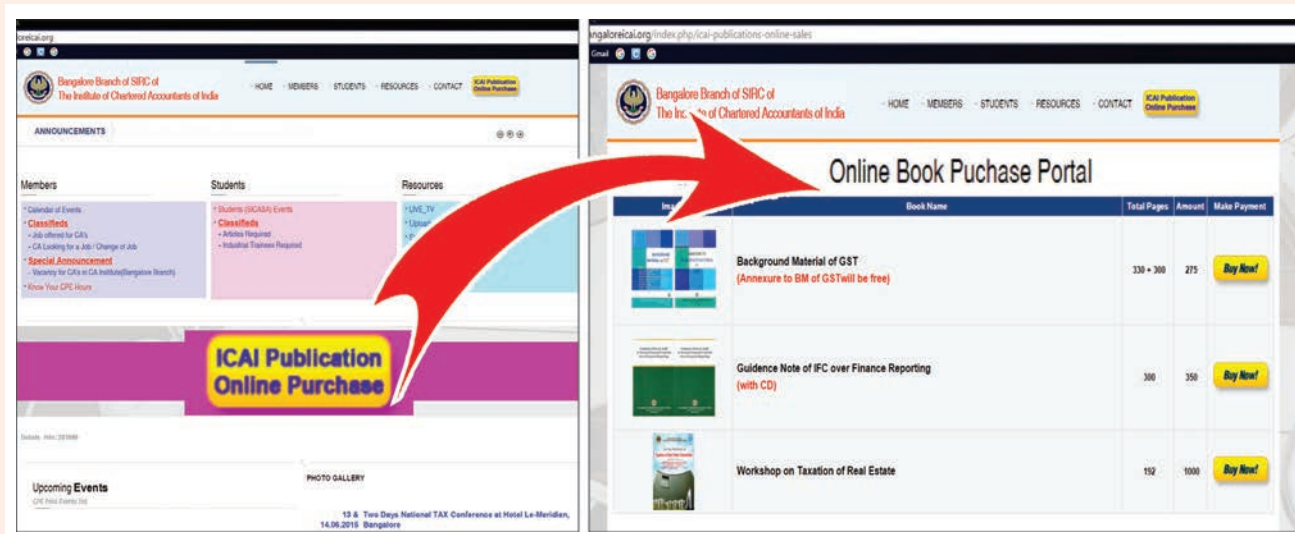 oreicai.org
Bangalore Branch of SIRC of
The Institute of Chartered Accountants of India
HOME MEMBERS STUDENTS RESOURCES CONTACT
ICAI Publication
Online Purchase
ANNOUNCEMENTS
Members
* Calendar of Events
* Classifieds
- Job offered for CA's
- CA Looking for a Job / Change of Job
* Special Announcement
- Vacancy for CA's in CA Institute(Bangalore Branch)
* Know Your CPE Hours
Students
* Students (SICASA) Events
* Classifieds
- Articles Required
- Industrial Trainees Required
Resources
* LIVE_TV
ICAI Publication
Online Purchase
Upcoming Events
PHOTO GALLERY
13 & Two Days National TAX Conference at Hotel Le-Meridien,
14.06.2015 Bangalore
ngaloreicai.org/index.php/icai-publications-online-sales
Gmail
Bangalore Branch of SIRC of
The of Chartered Accountants of India
HOME MEMBERS STUDENTS RESOURCES CONTACT
ICAI Publication
Online Purchase
Online Book Puchase Portal
Book Name Total Pages Amount Make Payment
Background Material of GST
(Annexure to BM of GSTwill be free)
330 + 300 275 Buy Now!
Guidence Note of IFC over Finance Reporting
(with CD)
300 350 Buy Now!
Workshop on Taxation of Real Estate
192 1000 Buy Now!